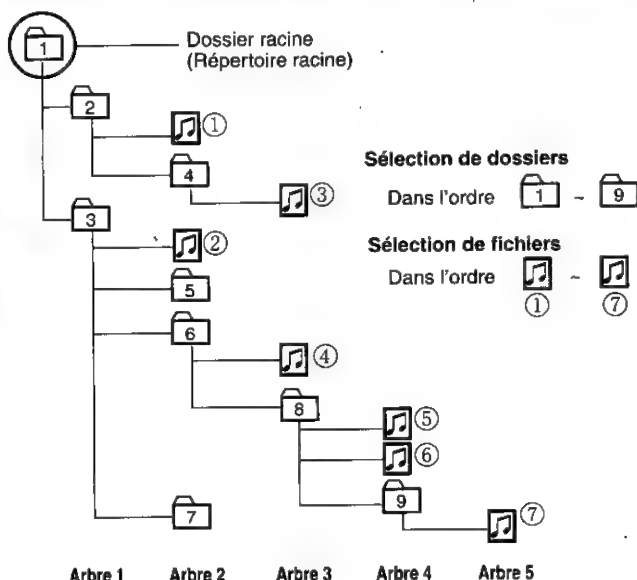 1
Dossier racine
(Répertoire racine)
2
①
4
③
3
②
5
6
④
8
⑤
⑥
9
⑦
7
Sélection de dossiers
Dans l'ordre 1 ~ 9
Sélection de fichiers
Dans l'ordre ~
① ⑦
Arbre 1 Arbre 2 Arbre 3 Arbre 4 Arbre 5